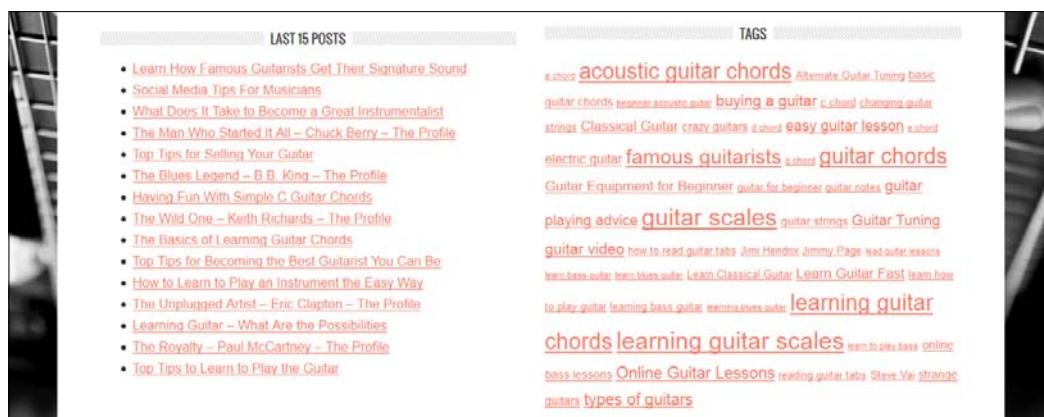 LAST 15 POSTS
Learn How Famous Guitarists Get Their Signature Sound
Social Media Tips For Musicians
What Does It Take to Become a Great Instrumentalist
The Man Who Started It All – Chuck Berry – The Profile
Top Tips for Selling Your Guitar
The Blues Legend – B.B. King – The Profile
Having Fun With Simple C Guitar Chords
The Wild One – Keith Richards – The Profile
The Basics of Learning Guitar Chords
Top Tips for Becoming the Best Guitarist You Can Be
How to Learn to Play an Instrument the Easy Way
The Unplugged Artist – Eric Clapton – The Profile
Learning Guitar – What Are the Possibilities
The Royalty – Paul McCartney – The Profile
Top Tips to Learn to Play the Guitar
TAGS
a chord acoustic guitar chords Alternate Guitar Tuning basic
guitar chords beginner acoustic guitar buying a guitar c chord changing guitar
strings Classical Guitar crazy guitars d chord easy guitar lesson e chord
electric guitar famous guitarists g chord guitar chords
Guitar Equipment for Beginner guitar for beginner guitar notes guitar
playing advice guitar scales guitar strings Guitar Tuning
guitar video how to read guitar tabs Jimi Hendrix Jimmy Page lead guitar lessons
learn bass guitar learn blues guitar Learn Classical Guitar Learn Guitar Fast learn how
to play guitar learning bass guitar learning blues guitar learning guitar
chords learning guitar scales learn to play bass online
bass lessons Online Guitar Lessons reading guitar tabs Steve Vai strange
guitars types of guitars